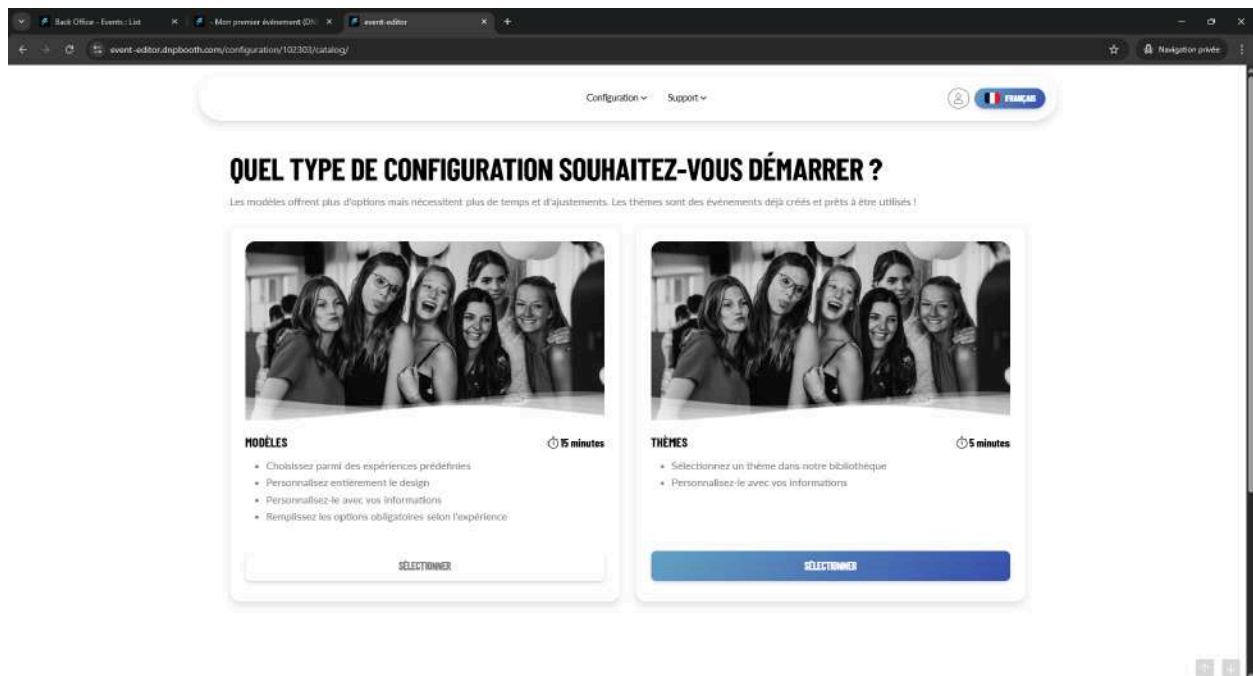 Back Office - Events : List
- Mon premier événement (DN
event-editor
event-editor.dnpbooth.com/configuration/102303/catalog/
Navigation privée
Configuration
Support
FRANÇAIS
QUEL TYPE DE CONFIGURATION SOUHAITEZ-VOUS DÉMARRER ?
Les modèles offrent plus d'options mais nécessitent plus de temps et d'ajustements. Les thèmes sont des événements déjà créés et prêts à être utilisés !
MODÈLES
15 minutes
Choisissez parmi des expériences prédéfinies
Personnalisez entièrement le design
Personnalisez-le avec vos informations
Remplissez les options obligatoires selon l'expérience
SÉLECTIONNER
THÈMES
5 minutes
Sélectionnez un thème dans notre bibliothèque
Personnalisez-le avec vos informations
SÉLECTIONNER